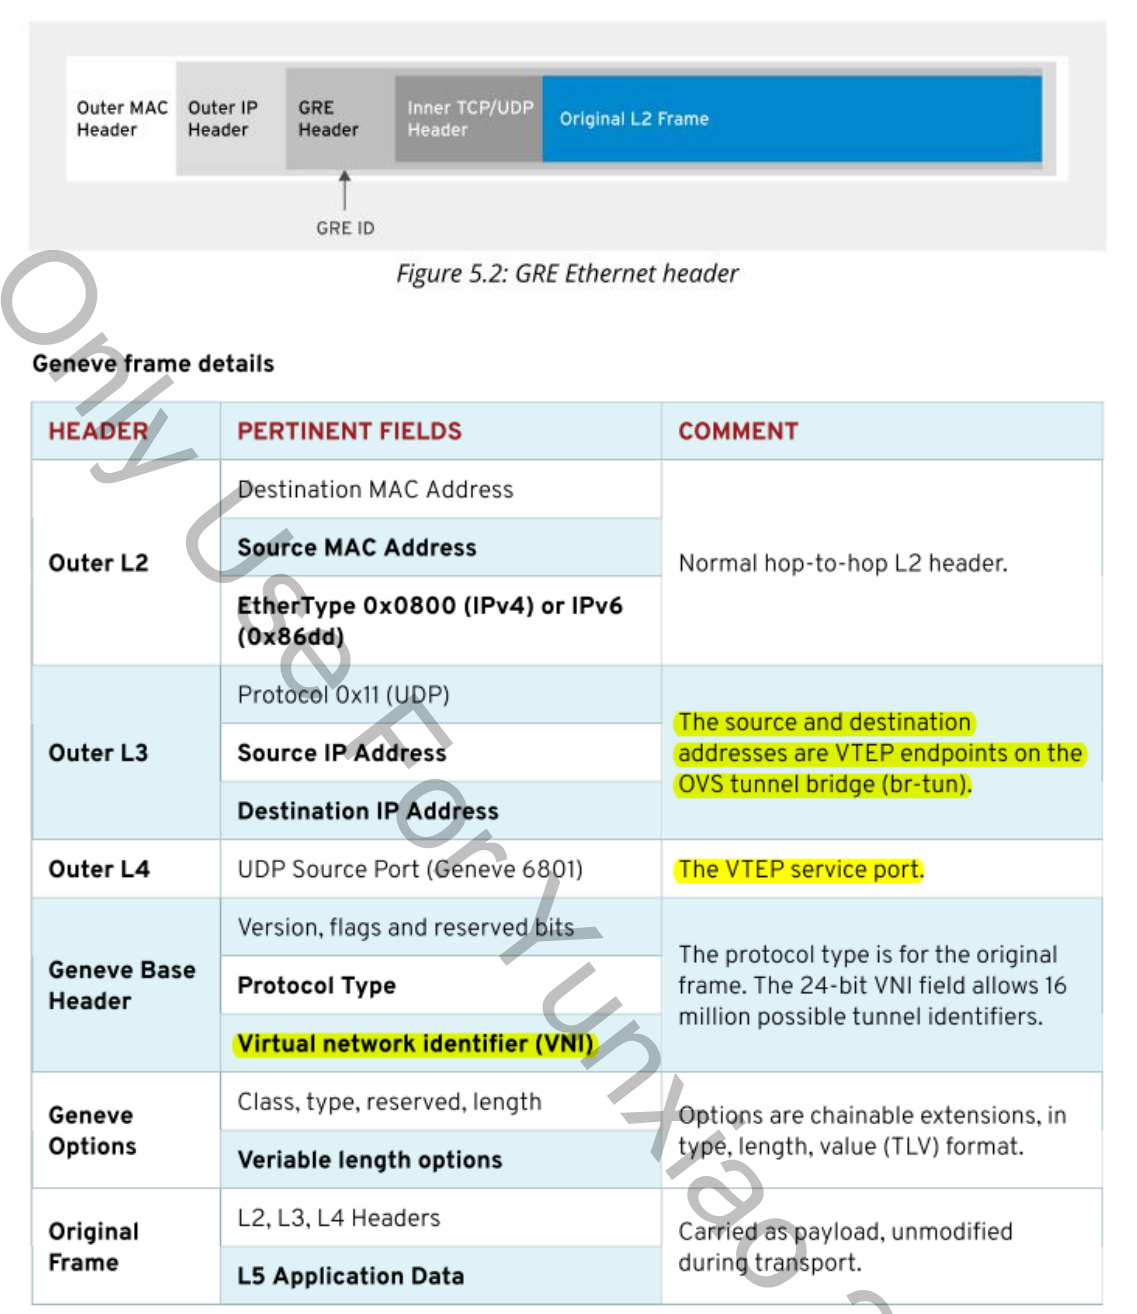 Outer MAC Header
Outer IP Header
GRE Header
Inner TCP/UDP Header
Original L2 Frame
GRE ID
Figure 5.2: GRE Ethernet header
Geneve frame details
HEADER
PERTINENT FIELDS
COMMENT
Outer L2
Destination MAC Address
Source MAC Address
EtherType 0x0800 (IPv4) or IPv6
(0x86dd)
Normal hop-to-hop L2 header.
Outer L3
Protocol 0x11 (UDP)
Source IP Address
Destination IP Address
The source and destination
addresses are VTEP endpoints on the
OVS tunnel bridge (br-tun).
Outer L4
UDP Source Port (Geneve 6801)
The VTEP service port.
Geneve Base
Header
Version, flags and reserved bits
Protocol Type
Virtual network identifier (VNI)
The protocol type is for the original
frame. The 24-bit VNI field allows 16
million possible tunnel identifiers.
Geneve
Options
Class, type, reserved, length
Veriable length options
Options are chainable extensions, in
type, length, value (TLV) format.
Original
Frame
L2, L3, L4 Headers
L5 Application Data
Carried as payload, unmodified
during transport.
Only Use For Yunxiao